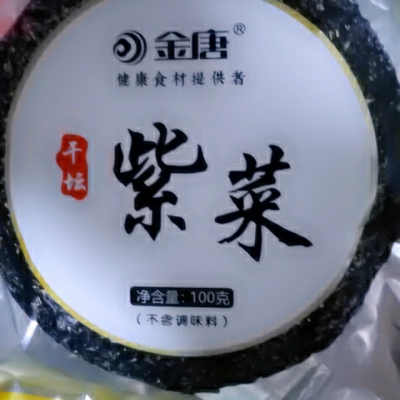 金唐®
健康食材提供者
干坛
紫菜
净含量：100克
（不含调味料）